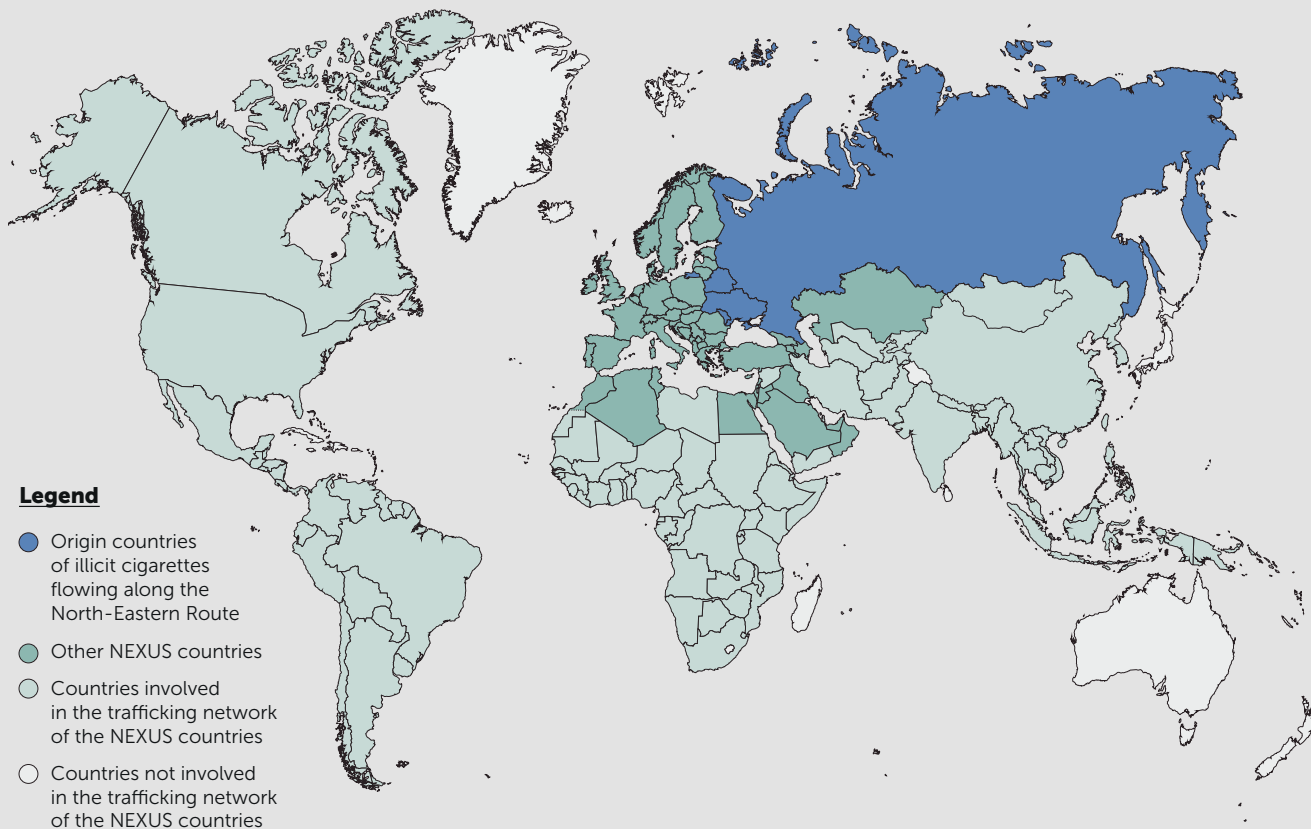 Legend
Origin countries
of illicit cigarettes
flowing along the
North-Eastern Route
Other NEXUS countries
Countries involved
in the trafficking network
of the NEXUS countries
Countries not involved
in the trafficking network
of the NEXUS countries